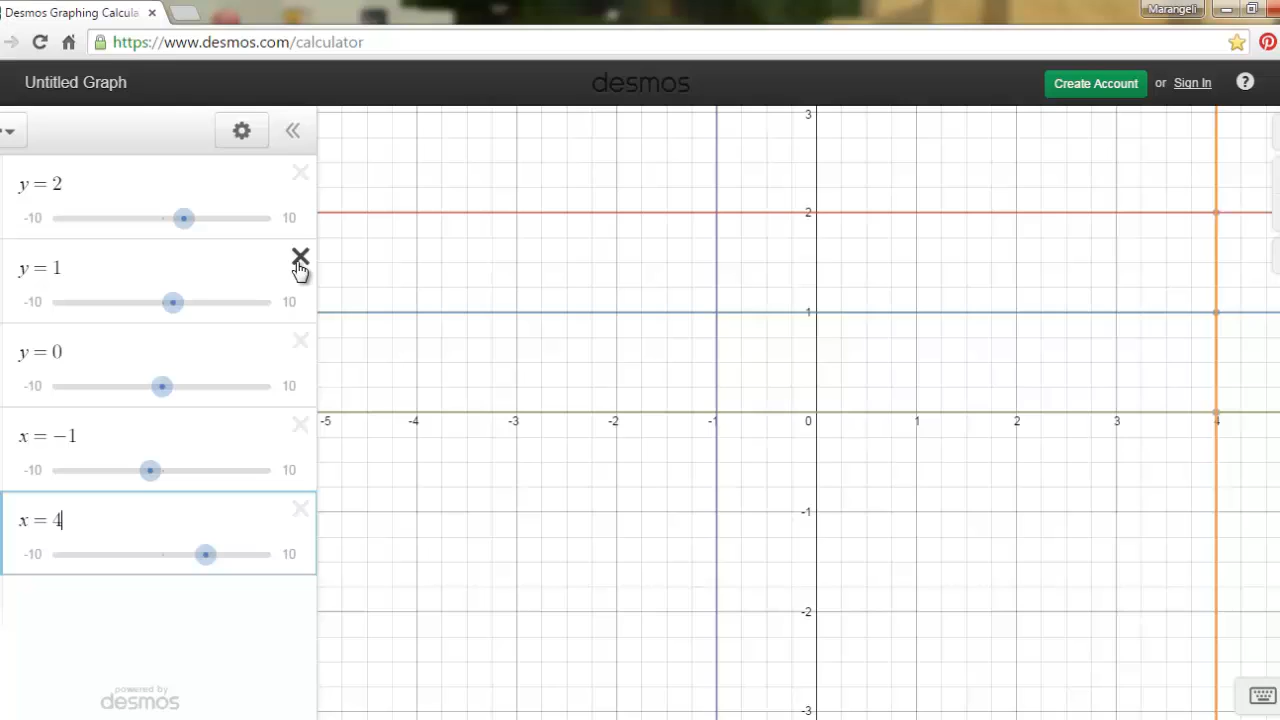 Desmos Graphing Calcula
Marangeli
https://www.desmos.com/calculator
Untitled Graph
desmos
Create Account or Sign In ?
y = 2
-10 10
y = 1
-10 10
y = 0
-10 10
x = −1
-10 10
x = 4
-10 10
powered by
desmos
3
2
1
-5 -4 -3 -2 -1 0 1 2 3 4
-1
-2
-3